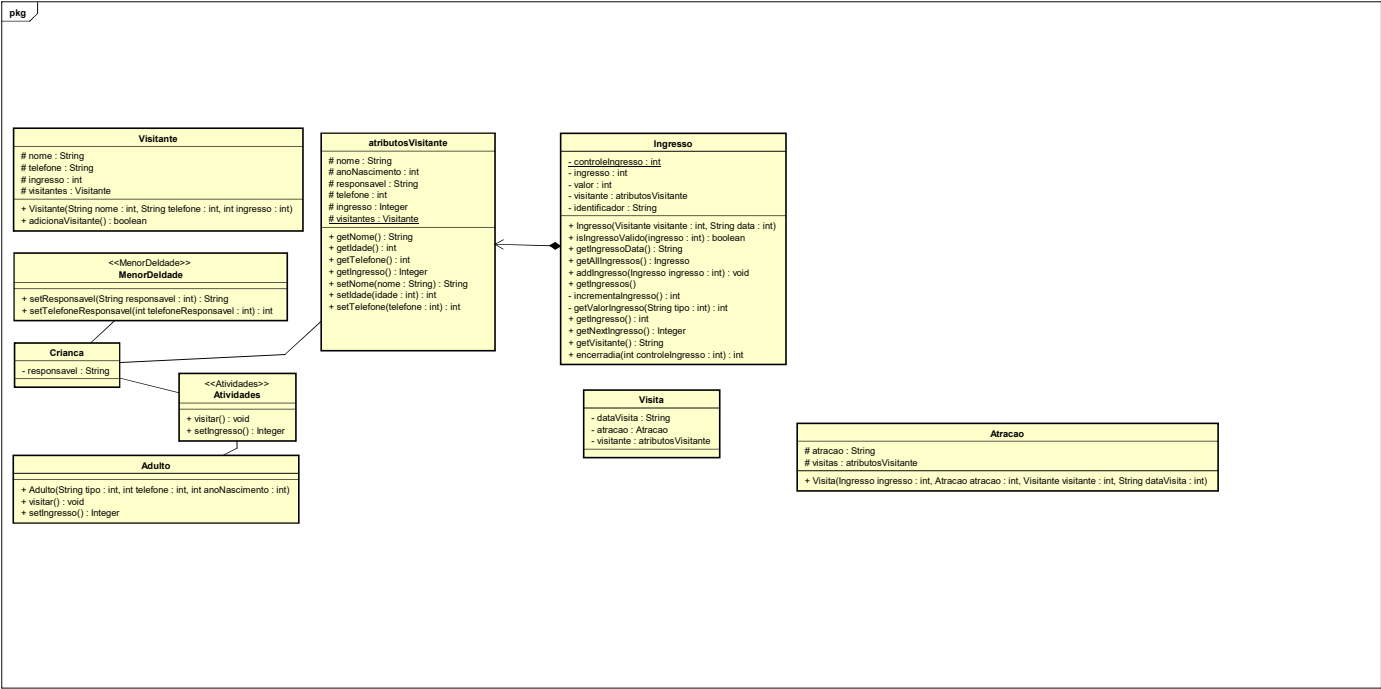 pkg
Visitante
# nome : String
# telefone : String
# ingresso : int
# visitantes : Visitante
+ Visitante(String nome : int, String telefone : int, int ingresso : int)
+ adicionaVisitante() : boolean
<<MenorDeIdade>>
MenorDeIdade
+ setResponsavel(String responsavel : int) : String
+ setTelefoneResponsavel(int telefoneResponsavel : int) : int
Crianca
- responsavel : String
<<Atividades>>
Atividades
+ visitar() : void
+ setIngresso() : Integer
Adulto
+ Adulto(String tipo : int, int telefone : int, int anoNascimento : int)
+ visitar() : void
+ setIngresso() : Integer
atributosVisitante
# nome : String
# anoNascimento : int
# responsavel : String
# telefone : int
# ingresso : Integer
# visitantes : Visitante
+ getNome() : String
+ getIdade() : int
+ getTelefone() : int
+ getIngresso() : Integer
+ setNome(nome : String) : String
+ setIdade(idade : int) : int
+ setTelefone(telefone : int) : int
Ingresso
- controleIngresso : int
- ingresso : int
- valor : int
- visitante : atributosVisitante
- identificador : String
+ Ingresso(Visitante visitante : int, String data : int)
+ isIngressoValido(ingresso : int) : boolean
+ getIngressoData() : String
+ getAllIngressos() : Ingresso
+ addIngresso(Ingresso ingresso : int) : void
+ getIngressos()
- incrementaIngresso() : int
- getValorIngresso(String tipo : int) : int
+ getIngresso() : int
+ getNextIngresso() : Integer
+ getVisitante() : String
+ encerradia(int controleIngresso : int) : int
Visita
- dataVisita : String
- atracao : Atracao
- visitante : atributosVisitante
Atracao
# atracao : String
# visitas : atributosVisitante
+ Visita(Ingresso ingresso : int, Atracao atracao : int, Visitante visitante : int, String dataVisita : int)